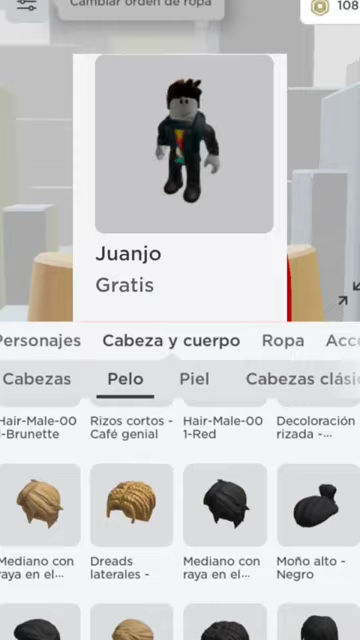 Cambiar orden de ropa
108
Juanjo
Gratis
Personajes Cabeza y cuerpo Ropa Acce
Cabezas Pelo Piel Cabezas clási
Hair-Male-00
1-Brunette
Rizos cortos -
Café genial
Hair-Male-00
1-Red
Decoloración
rizada -...
Mediano con
raya en el...
Dreads
laterales -
Mediano con
raya en el...
Moño alto -
Negro